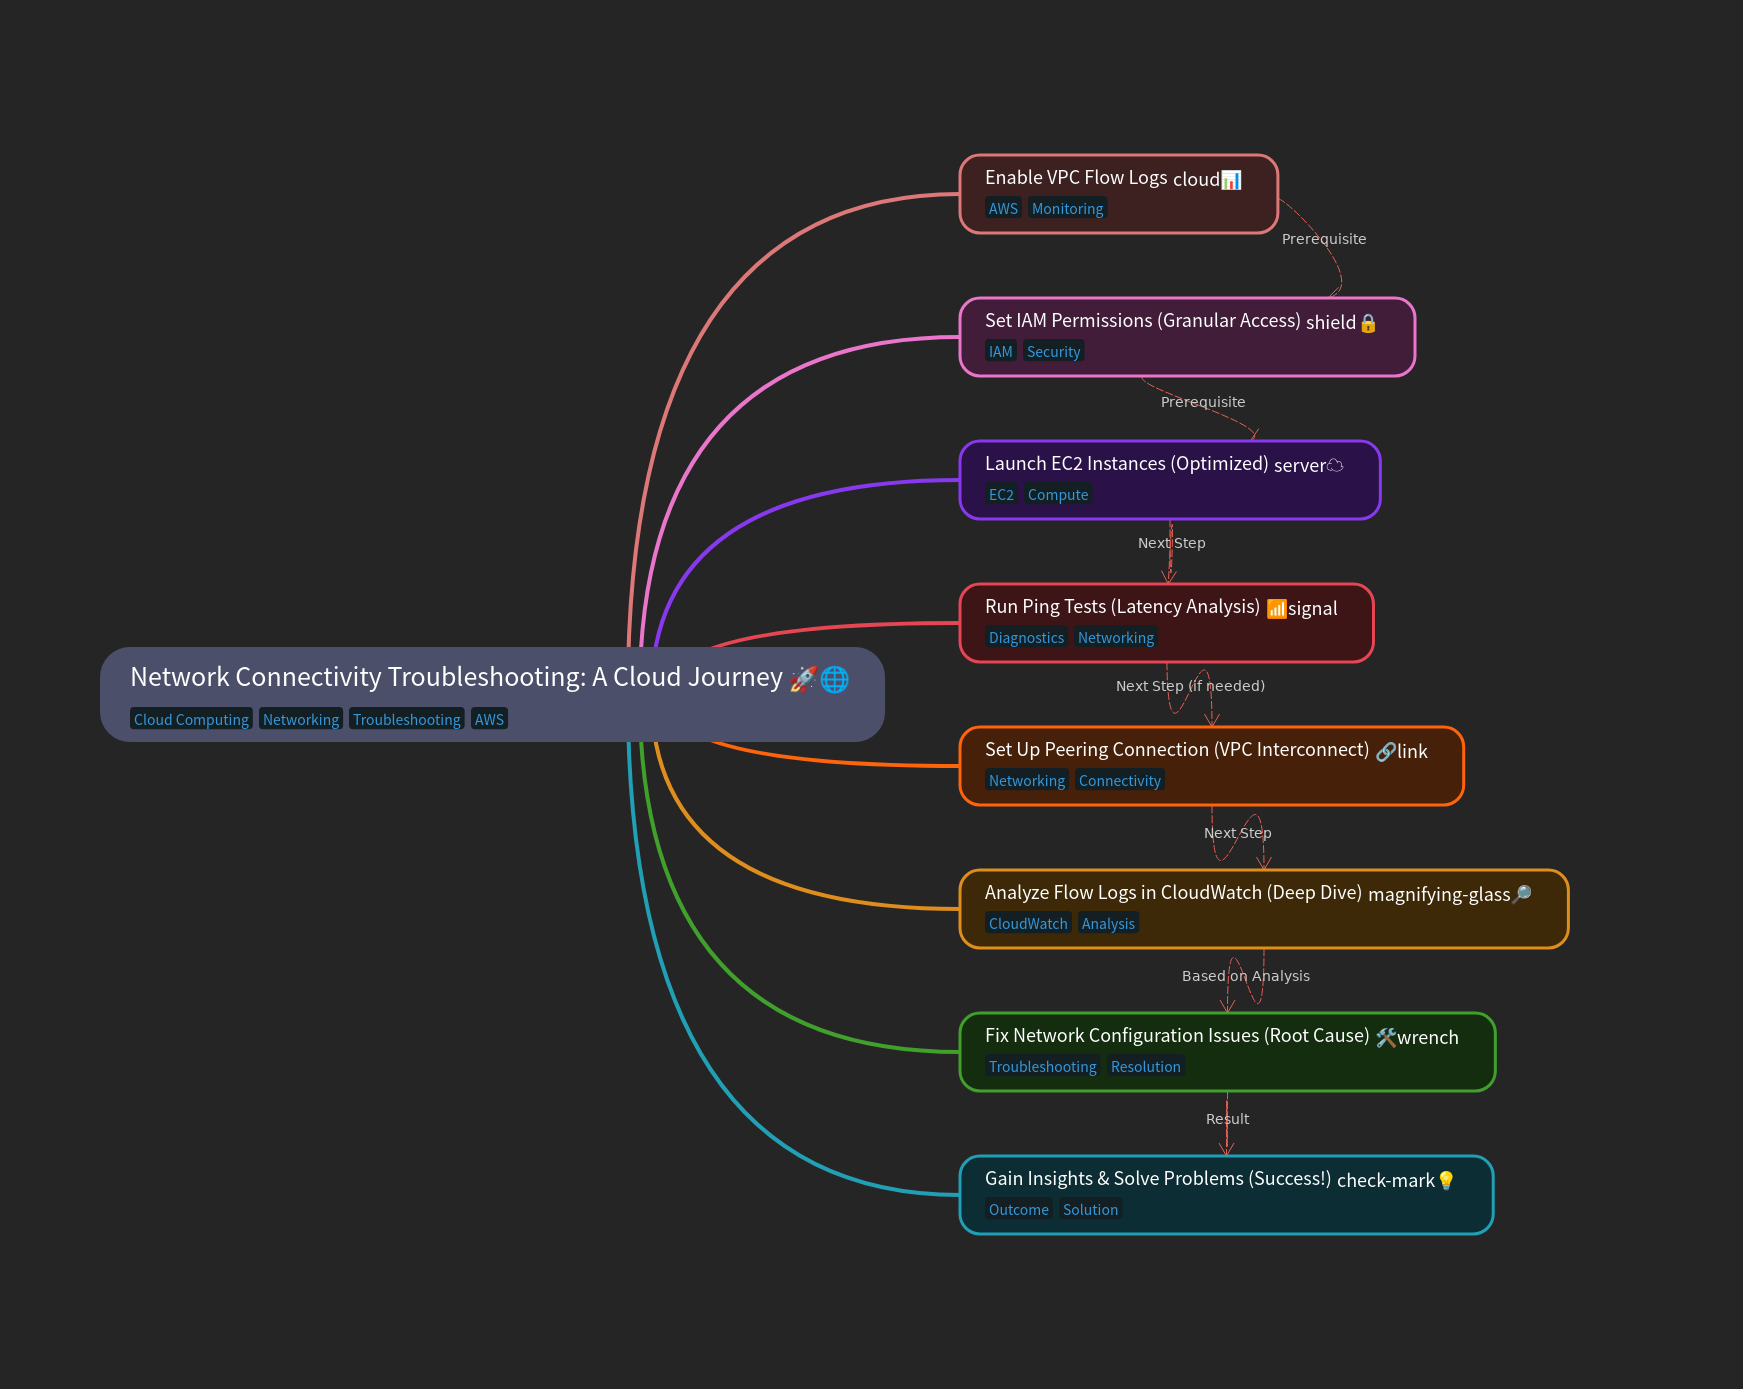 Enable VPC Flow Logs cloud📊
AWS Monitoring
Prerequisite
Set IAM Permissions (Granular Access) shield🔒
IAM Security
Prerequisite
Launch EC2 Instances (Optimized) server☁
EC2 Compute
Next Step
Run Ping Tests (Latency Analysis) 📶signal
Diagnostics Networking
Network Connectivity Troubleshooting: A Cloud Journey 🚀🌐
Cloud Computing Networking Troubleshooting AWS
Next Step (if needed)
Set Up Peering Connection (VPC Interconnect) 🔗link
Networking Connectivity
Next Step
Analyze Flow Logs in CloudWatch (Deep Dive) magnifying-glass🔎
CloudWatch Analysis
Based on Analysis
Fix Network Configuration Issues (Root Cause) 🛠wrench
Troubleshooting Resolution
Result
Gain Insights & Solve Problems (Success!) check-mark💡
Outcome Solution